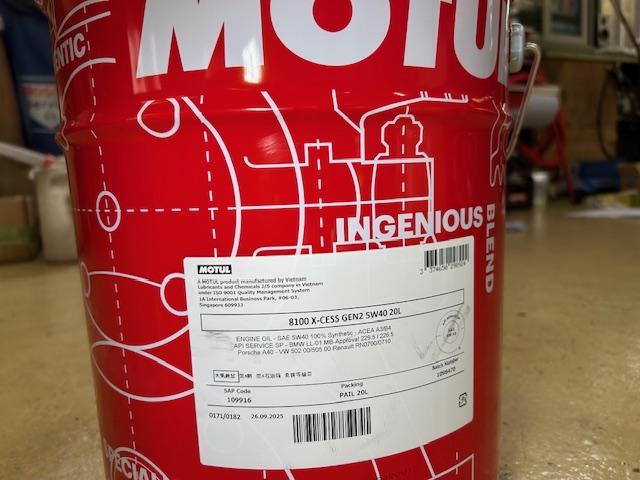 MOTUL
ENTIC
INGENIOUS
BLEND
MOTUL
A MOTUL product manufactured by Vietnam
Lubricants and Chemicals J/S company in Vietnam
under ISO 9001 Quality Management System
1A International Business Park, #06-03,
Singapore 609933
8100 X-CESS GEN2 5W40 20L
ENGINE OIL - SAE 5W40 100% Synthetic - ACEA A3/B4
API SERVICE SP - BMW LL-01 MB-Approval 229.5 / 226.5
Porsche A40 - VW 502 00/505 00 Renault RN0700/0710
SAP Code
109916
Packing
PAIL 20L
Batch Number
0171/0182 26.09.2025
SPECIAL